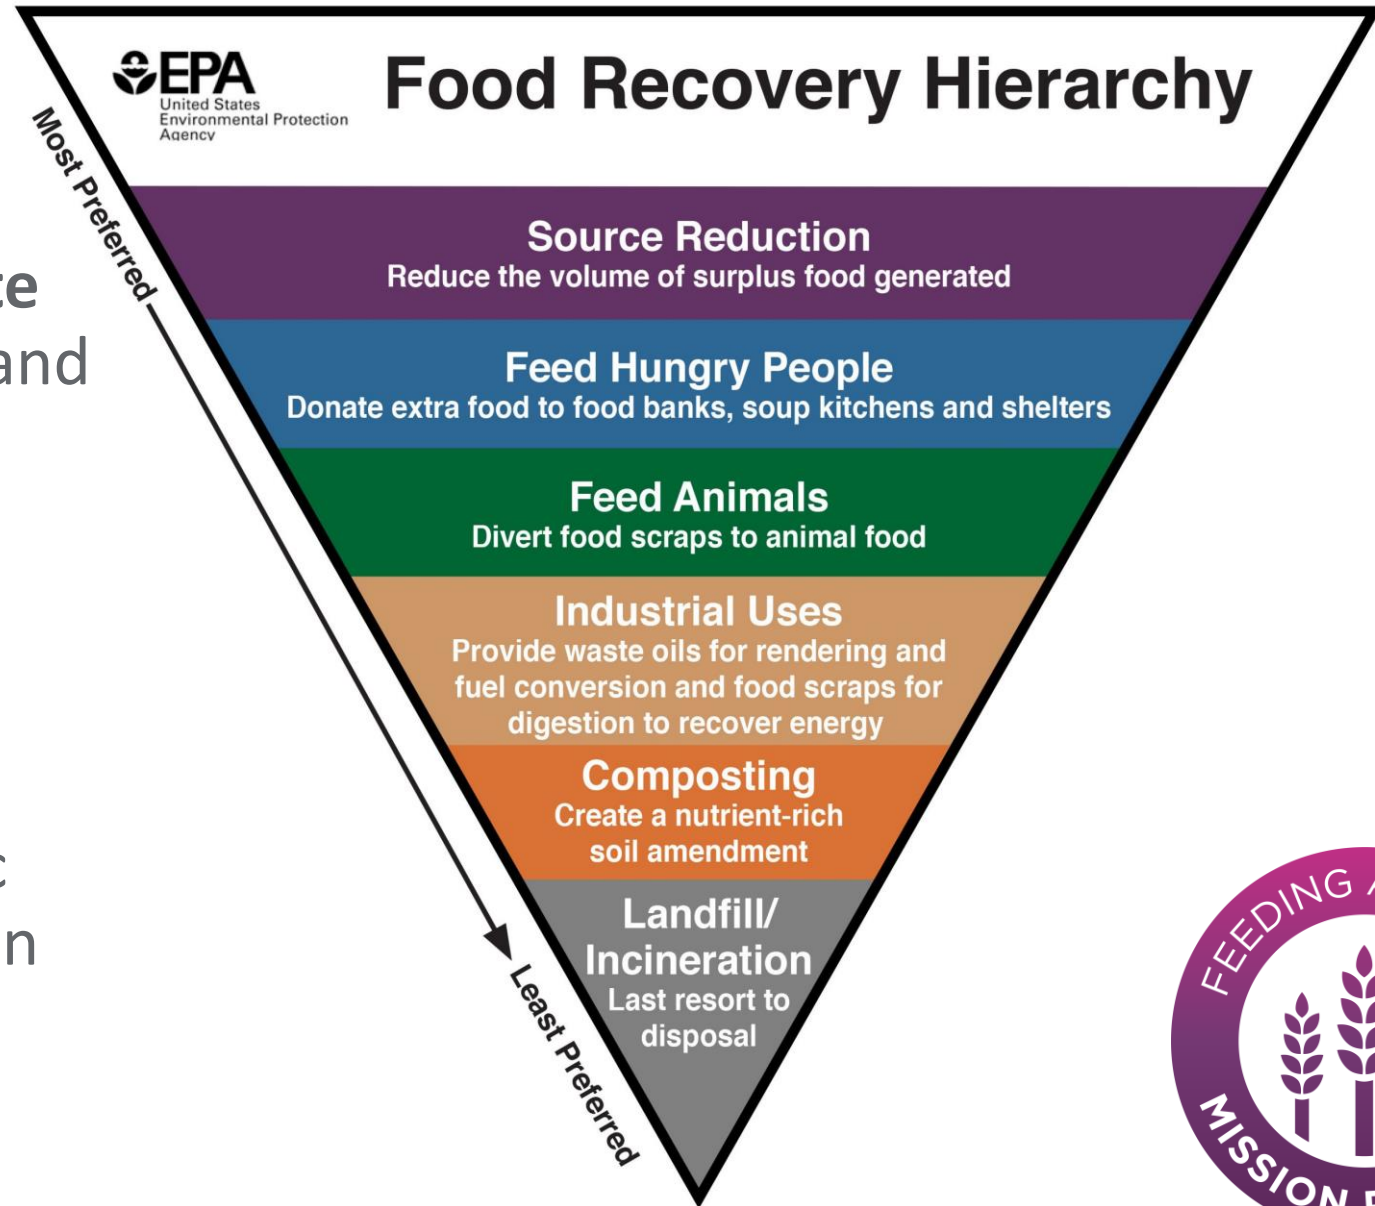 EPA
United States
Environmental Protection
Agency
Food Recovery Hierarchy
Most Preferred
Source Reduction
Reduce the volume of surplus food generated
Feed Hungry People
Donate extra food to food banks, soup kitchens and shelters
Feed Animals
Divert food scraps to animal food
Industrial Uses
Provide waste oils for rendering and
fuel conversion and food scraps for
digestion to recover energy
Composting
Create a nutrient-rich
soil amendment
Landfill/
Incineration
Last resort to
disposal
Least Preferred
and
FEEDING
MISSION